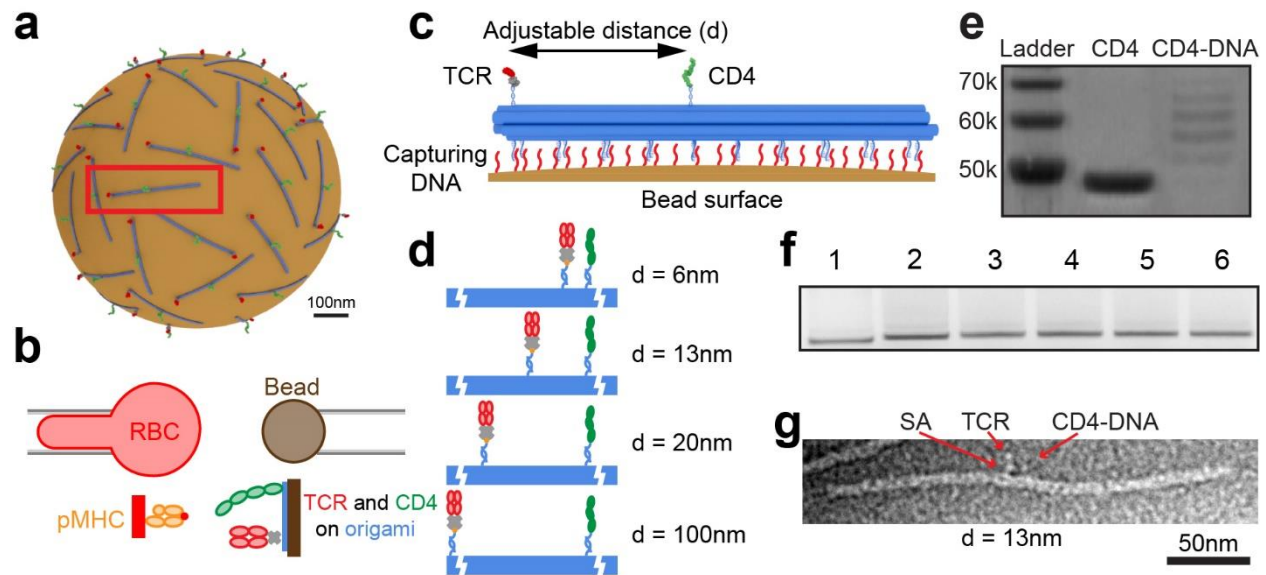 a
100nm
b
RBC
Bead
pMHC
TCR and CD4
on origami
c
Adjustable distance (d)
TCR
CD4
Capturing
DNA
Bead surface
d
d = 6nm
d = 13nm
d = 20nm
d = 100nm
e
Ladder CD4 CD4-DNA
70k
60k
50k
f
1 2 3 4 5 6
g
SA TCR CD4-DNA
d = 13nm
50nm